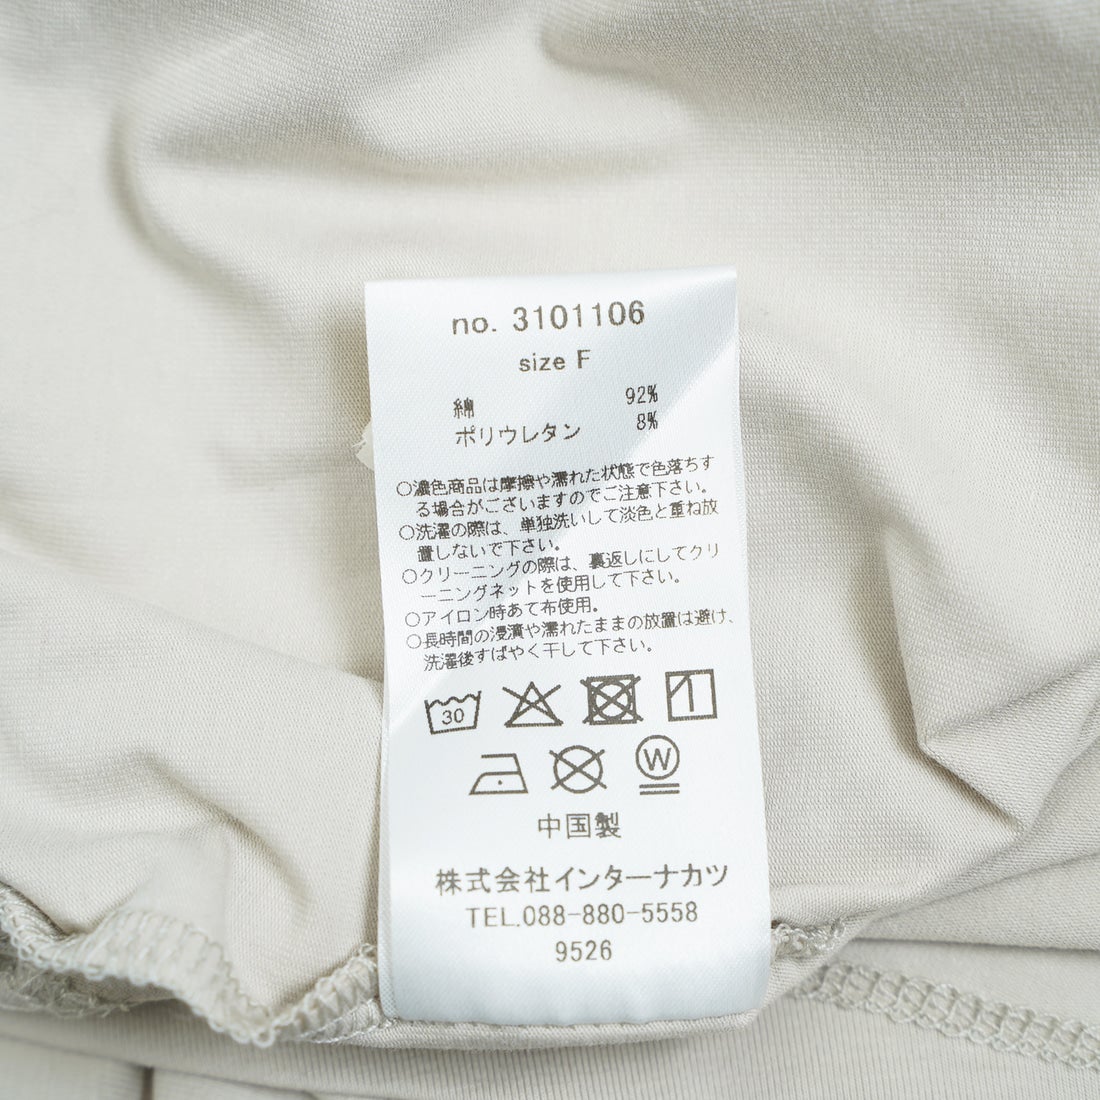 no. 3101106
size F
綿 92%
ポリウレタン 8%
○濃色商品は摩擦や濡れた状態で色落ちす
る場合がございますのでご注意下さい。
○洗濯の際は、単独洗いして淡色と重ね放
置しないで下さい。
○クリーニングの際は、裏返しにしてクリ
ーニングネットを使用して下さい。
○アイロン時あて布使用。
○長時間の浸漬や濡れたままの放置は避け、
洗濯後すばやく干して下さい。
30
W
中国製
株式会社インターナカツ
TEL.088-880-5558
9526